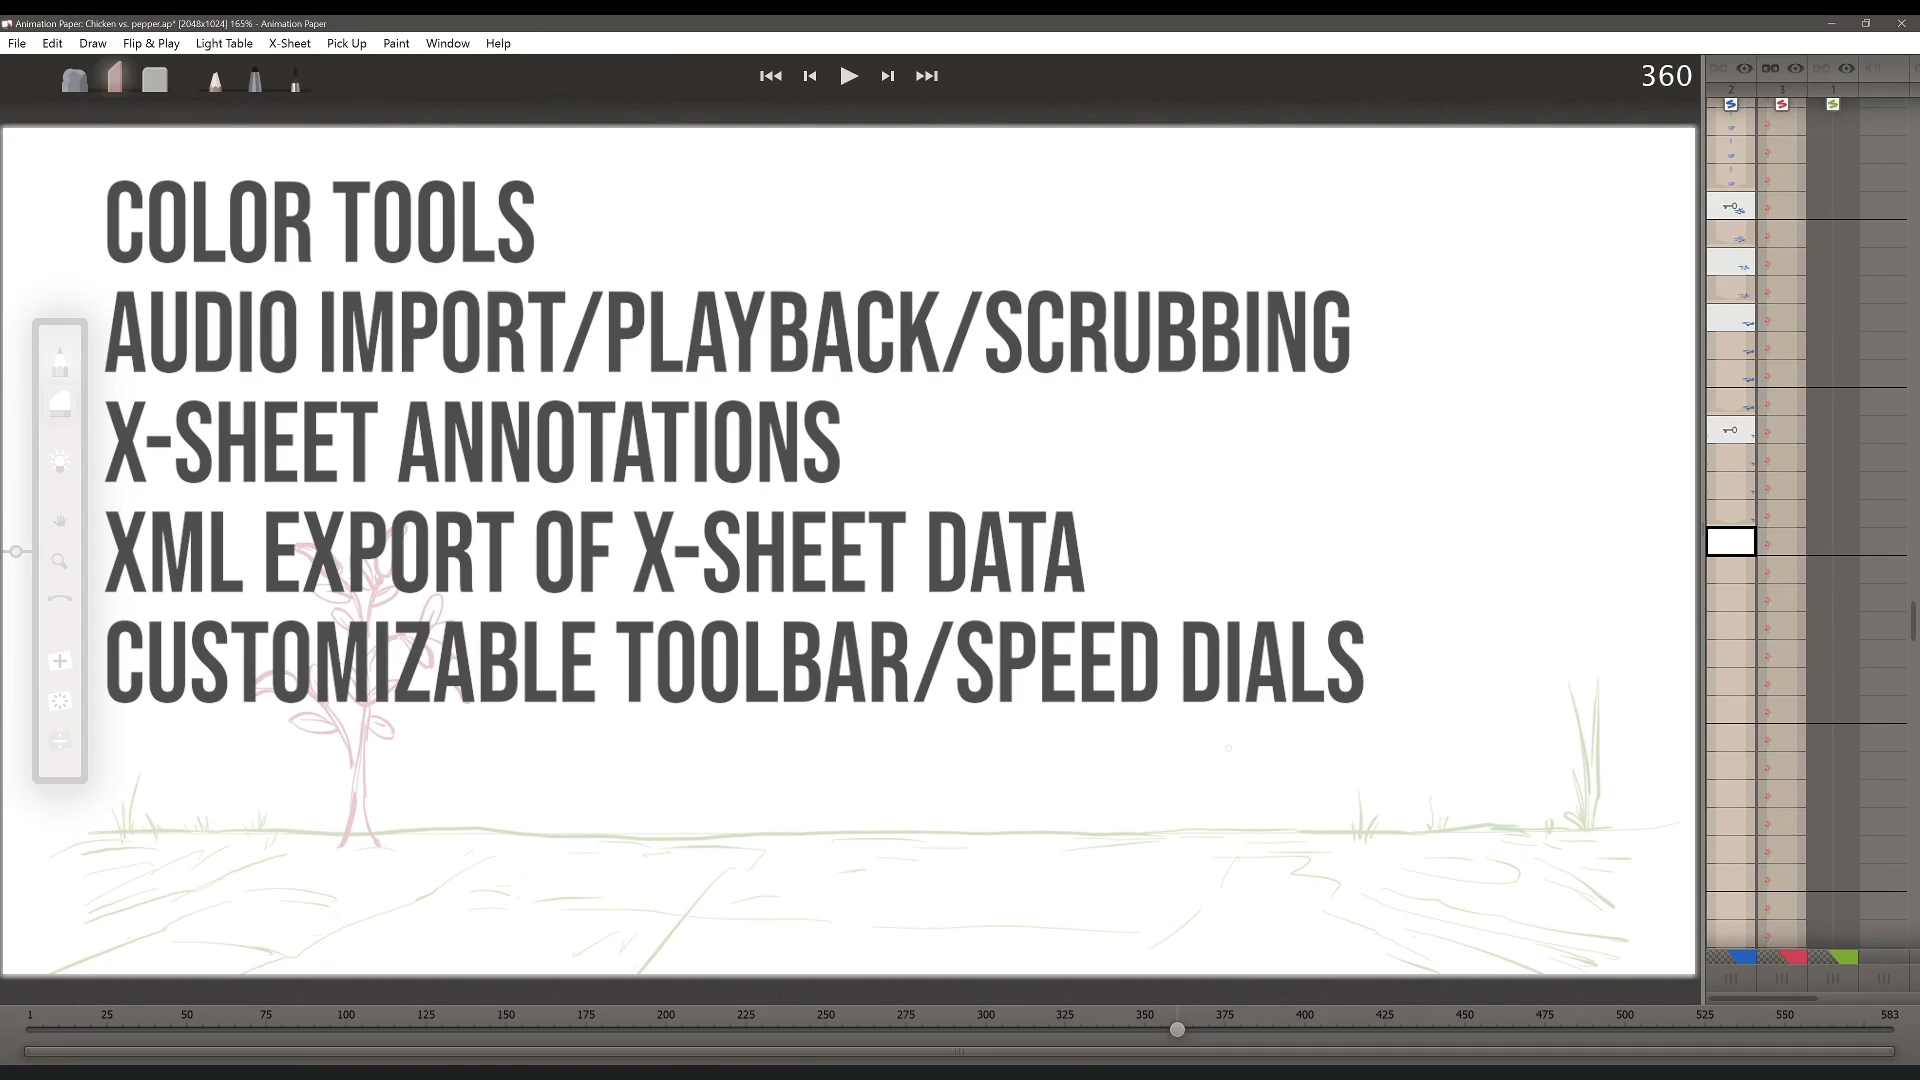 Animation Paper: Chicken vs. pepper.ap* [2048x1024] 165% - Animation Paper
File Edit Draw Flip & Play Light Table X-Sheet Pick Up Paint Window Help
360
2 3 1
COLOR TOOLS
AUDIO IMPORT/PLAYBACK/SCRUBBING
X-SHEET ANNOTATIONS
XML EXPORT OF X-SHEET DATA
CUSTOMIZABLE TOOLBAR/SPEED DIALS
1 25 50 75 100 125 150 175 200 225 250 275 300 325 350 375 400 425 450 475 500 525 550 583